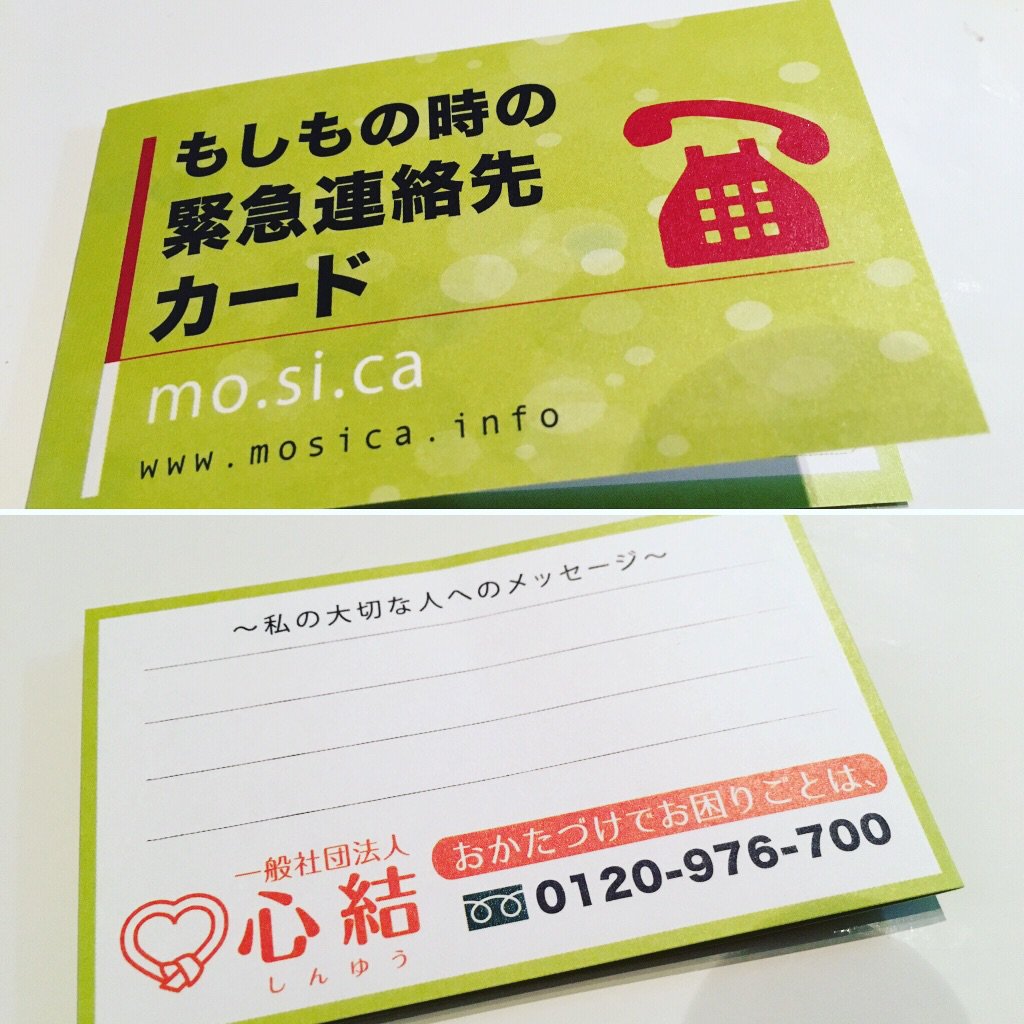 もしもの時の
緊急連絡先
カード
mo.si.ca
www.mosica.info
～私の大切な人へのメッセージ～
おかたづけでお困りごとは、
0120-976-700
一般社団法人
心結
しんゆう